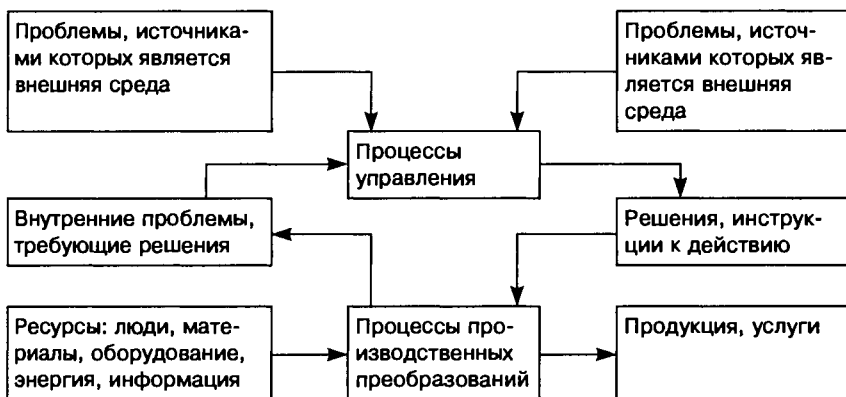 Проблемы, источника-
ми которых является
внешняя среда
Проблемы, источ-
никами которых яв-
ляется внешняя
среда
Процессы
управления
Внутренние проблемы,
требующие решения
Решения, инструк-
ции к действию
Ресурсы: люди, мате-
риалы, оборудование,
энергия, информация
Процессы про-
изводственных
преобразований
Продукция, услуги